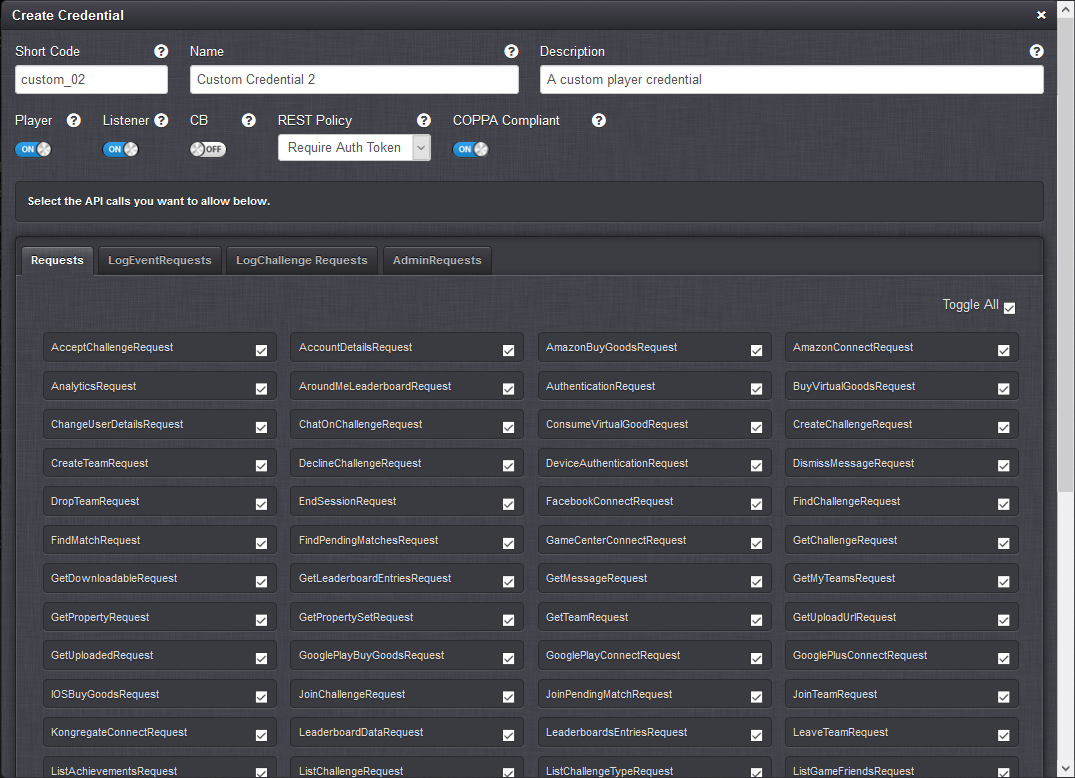 Create Credential
Short Code ? Name ? Description ?
custom_02 Custom Credential 2 A custom player credential
Player ? Listener ? CB ? REST Policy ? COPPA Compliant ?
ON ON OFF Require Auth Token ON
Select the API calls you want to allow below.
Requests LogEventRequests LogChallenge Requests AdminRequests
Toggle All
AcceptChallengeRequest AccountDetailsRequest AmazonBuyGoodsRequest AmazonConnectRequest
AnalyticsRequest AroundMeLeaderboardRequest AuthenticationRequest BuyVirtualGoodsRequest
ChangeUserDetailsRequest ChatOnChallengeRequest ConsumeVirtualGoodRequest CreateChallengeRequest
CreateTeamRequest DeclineChallengeRequest DeviceAuthenticationRequest DismissMessageRequest
DropTeamRequest EndSessionRequest FacebookConnectRequest FindChallengeRequest
FindMatchRequest FindPendingMatchesRequest GameCenterConnectRequest GetChallengeRequest
GetDownloadableRequest GetLeaderboardEntriesRequest GetMessageRequest GetMyTeamsRequest
GetPropertyRequest GetPropertySetRequest GetTeamRequest GetUploadUrlRequest
GetUploadedRequest GooglePlayBuyGoodsRequest GooglePlayConnectRequest GooglePlusConnectRequest
IOSBuyGoodsRequest JoinChallengeRequest JoinPendingMatchRequest JoinTeamRequest
KongregateConnectRequest LeaderboardDataRequest LeaderboardsEntriesRequest LeaveTeamRequest
ListAchievementsRequest ListChallengeRequest ListChallengeTypeRequest ListGameFriendsRequest